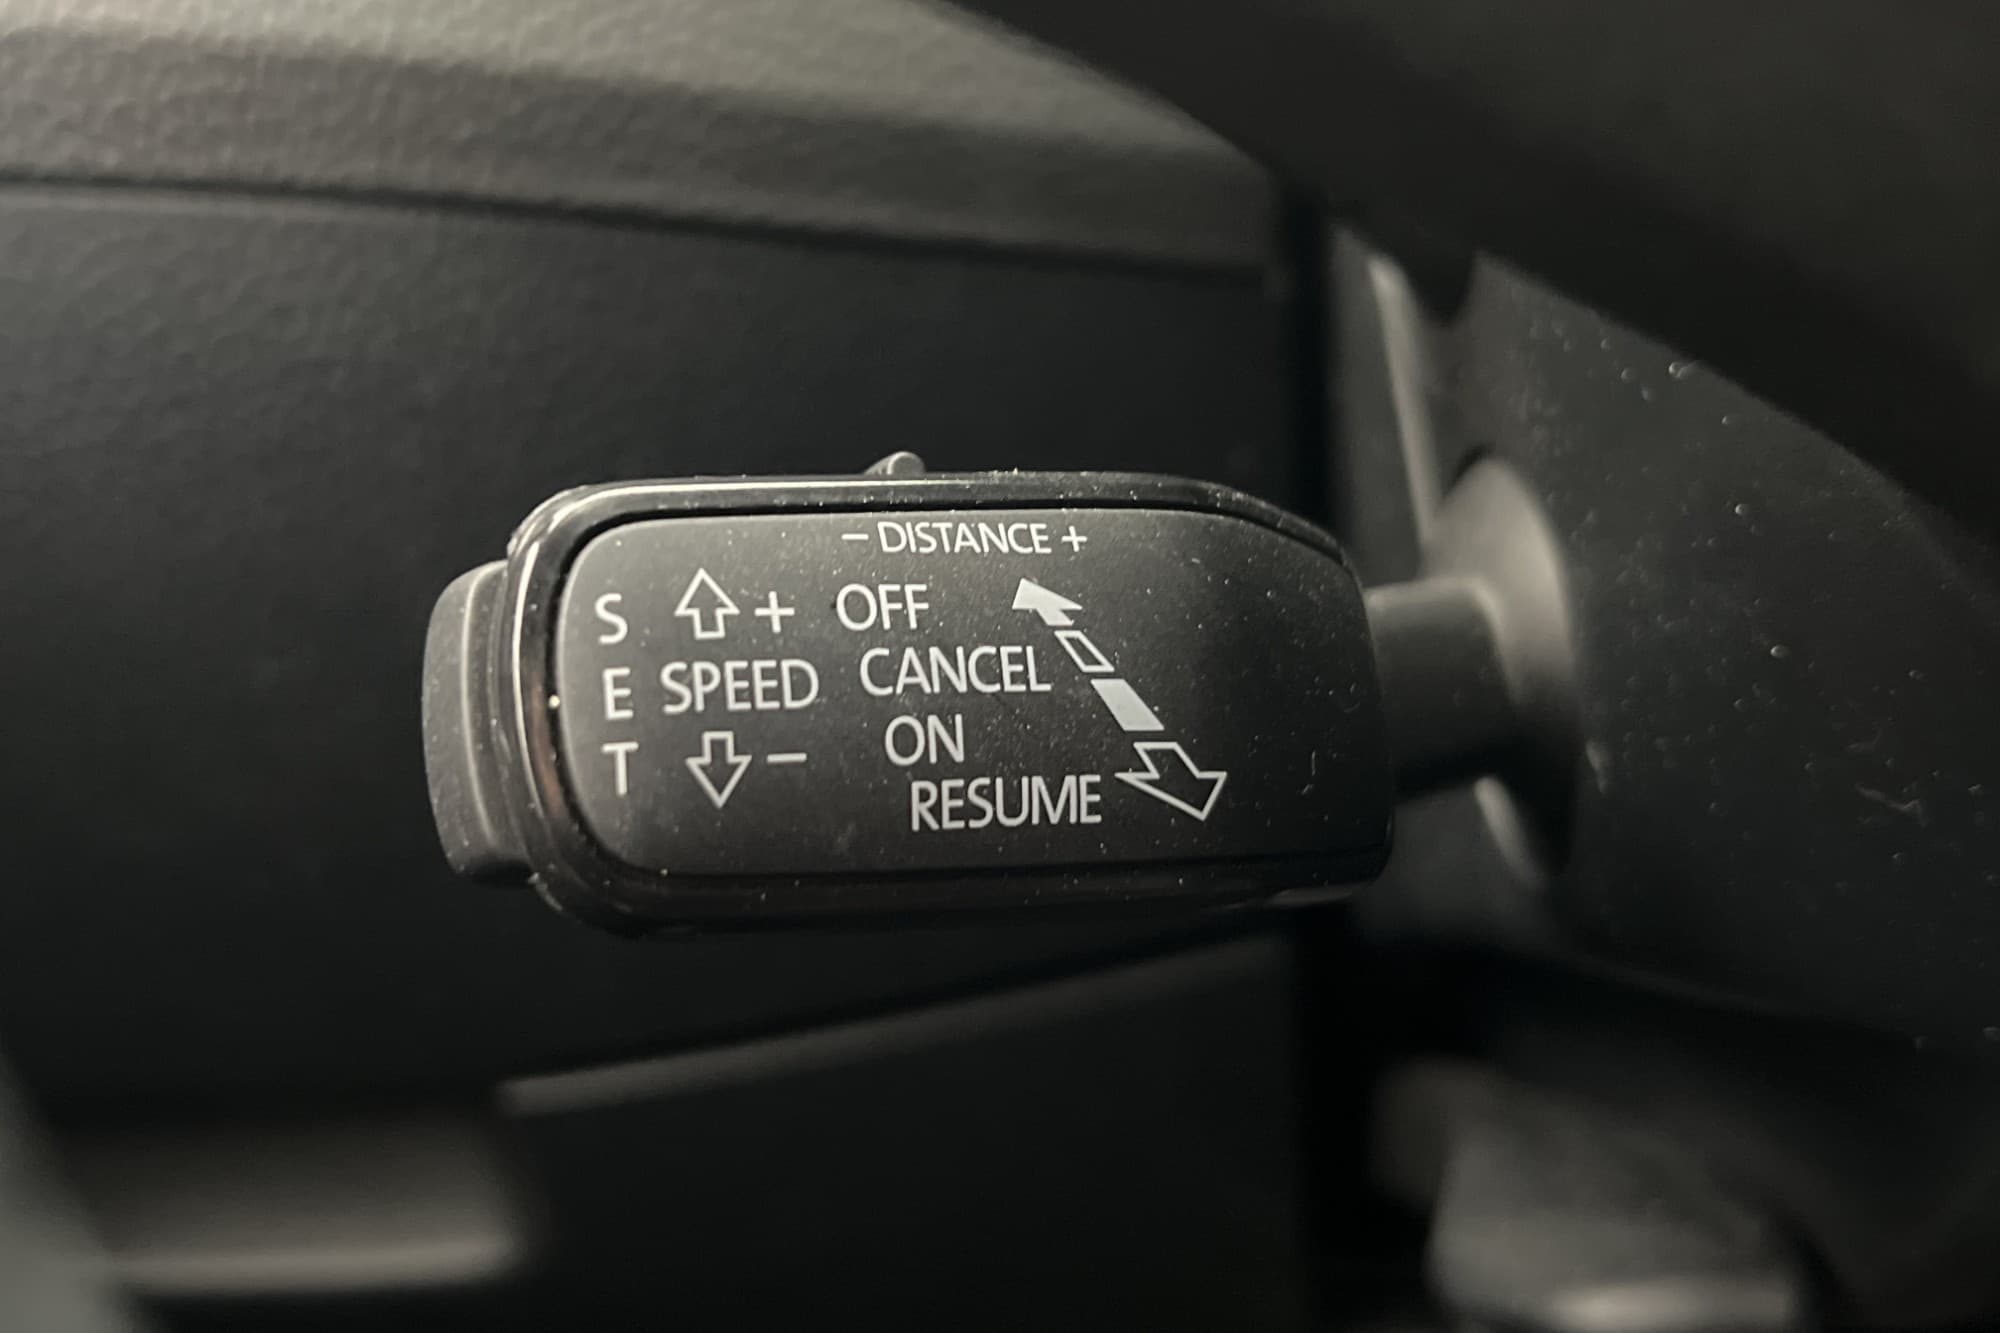 - DISTANCE +
S + OFF
E SPEED CANCEL
T - ON
RESUME